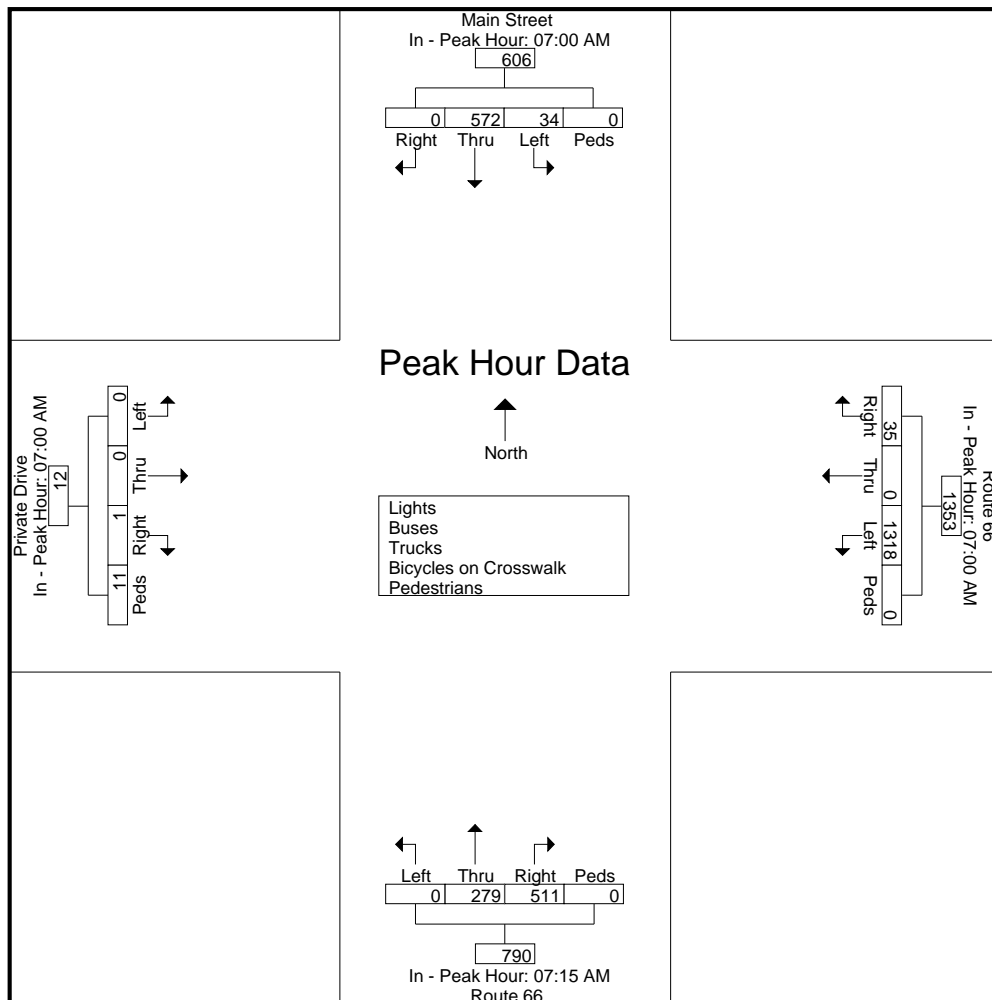 Main Street
In - Peak Hour: 07:00 AM
606
0 572 34 0
Right Thru Left Peds
Peak Hour Data
North
Lights
Buses
Trucks
Bicycles on Crosswalk
Pedestrians
Private Drive
In - Peak Hour: 07:00 AM
12
0 0 1 11
Left Thru Right Peds
Route 66
In - Peak Hour: 07:00 AM
1353
35 0 1318 0
Right Thru Left Peds
Left Thru Right Peds
0 279 511 0
790
In - Peak Hour: 07:15 AM
Route 66